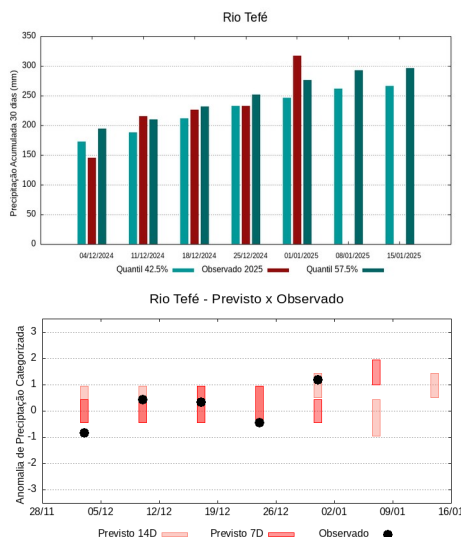 Rio Tefé
Precipitação Acumulada 30 dias (mm)
350
300
250
200
150
100
50
0
04/12/2024 11/12/2024 18/12/2024 25/12/2024 01/01/2025 08/01/2025 15/01/2025
Quantil 42.5% Observado 2025 Quantil 57.5%
Rio Tefé - Previsto x Observado
Anomalia de Preciptação Categorizada
3
2
1
0
-1
-2
-3
28/11 05/12 12/12 19/12 26/12 02/01 09/01 16/01
Previsto 14D Previsto 7D Observado